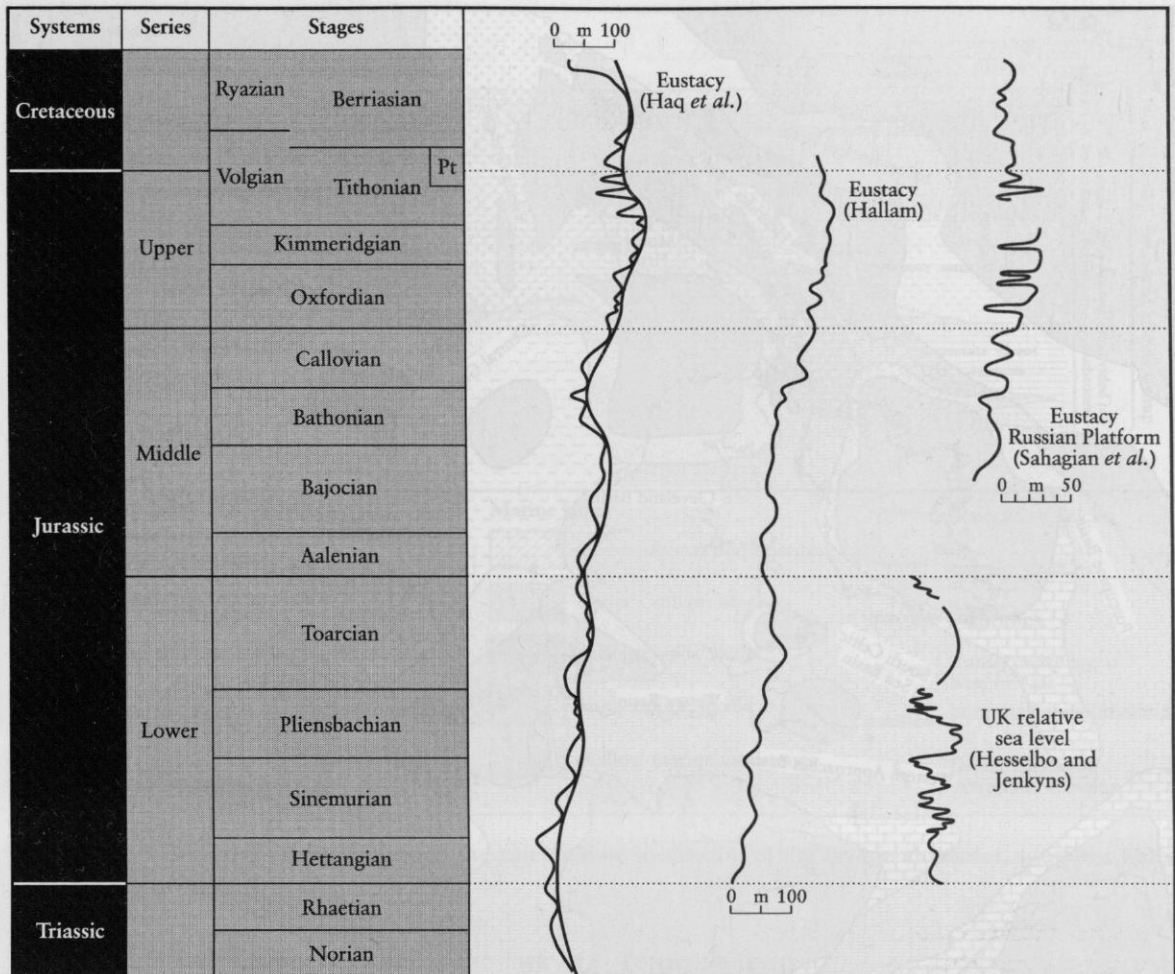 Systems
Series
Stages
0 m 100
Cretaceous
Ryazian
Berriasian
Eustacy
(Haq et al.)
Pt
Volgian
Tithonian
Eustacy
(Hallam)
Jurassic
Upper
Kimmeridgian
Oxfordian
Middle
Callovian
Bathonian
Eustacy
Russian Platform
(Sahagian et al.)
0 m 50
Bajocian
Aalenian
Lower
Toarcian
Pliensbachian
UK relative
sea level
(Hesselbo and
Jenkyns)
Sinemurian
Hettangian
0 m 100
Triassic
Rhaetian
Norian